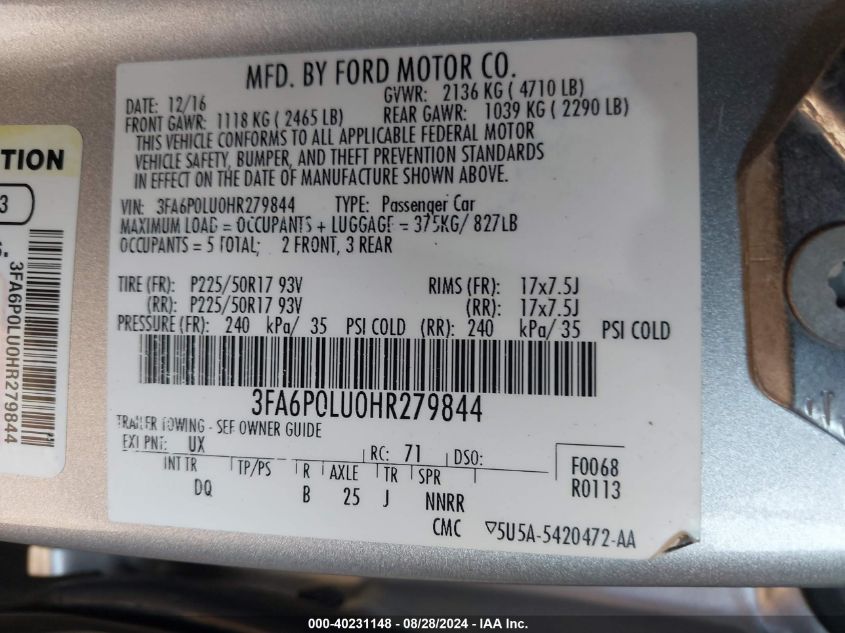 MFD. BY FORD MOTOR CO.
DATE: 12/16 GVWR: 2136 KG ( 4710 LB)
FRONT GAWR: 1118 KG ( 2465 LB) REAR GAWR: 1039 KG ( 2290 LB)
THIS VEHICLE CONFORMS TO ALL APPLICABLE FEDERAL MOTOR
VEHICLE SAFETY, BUMPER, AND THEFT PREVENTION STANDARDS
IN EFFECT ON THE DATE OF MANUFACTURE SHOWN ABOVE.
VIN: 3FA6P0LU0HR279844 TYPE: Passenger Car
MAXIMUM LOAD = OCCUPANTS + LUGGAGE = 375KG/ 827LB
OCCUPANTS = 5 TOTAL; 2 FRONT, 3 REAR
TIRE (FR): P225/50R17 93V RIMS (FR): 17x7.5J
(RR): P225/50R17 93V (RR): 17x7.5J
PRESSURE (FR): 240 kPa/ 35 PSI COLD (RR): 240 kPa/ 35 PSI COLD
3FA6P0LU0HR279844
TRAILER TOWING - SEE OWNER GUIDE
EXT PNT: UX RC: 71 DSO:
INT TR TP/PS R AXLE TR SPR F0068
DQ B 25 J NNRR R0113
CMC ▽5U5A-5420472-AA
TION
3
3FA6P0LU0HR279844
000-40231148 - 08/28/2024 - IAA Inc.